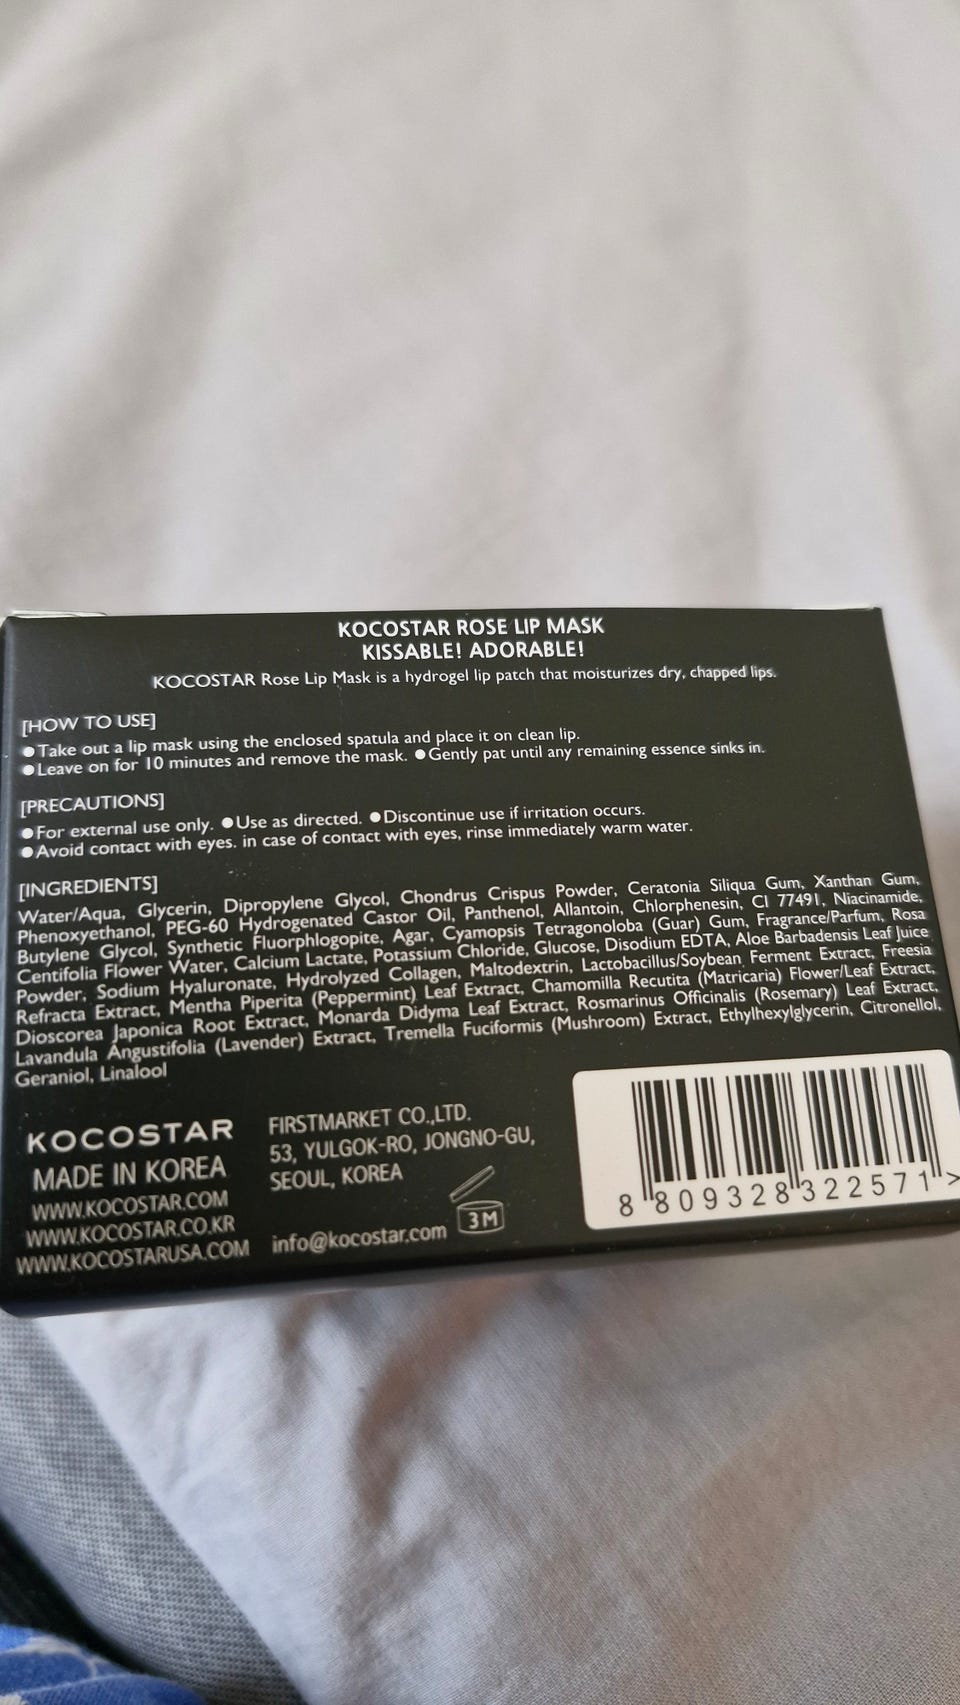 KOCOSTAR ROSE LIP MASK
KISSABLE! ADORABLE!
KOCOSTAR Rose Lip Mask is a hydrogel lip patch that moisturizes dry, chapped lips.
[HOW TO USE]
●Take out a lip mask using the enclosed spatula and place it on clean lip.
●Leave on for 10 minutes and remove the mask. ●Gently pat until any remaining essence sinks in.
[PRECAUTIONS]
●For external use only. ●Use as directed. ●Discontinue use if irritation occurs.
●Avoid contact with eyes. in case of contact with eyes, rinse immediately warm water.
[INGREDIENTS]
Water/Aqua, Glycerin, Dipropylene Glycol, Chondrus Crispus Powder, Ceratonia Siliqua Gum, Xanthan Gum,
Phenoxyethanol, PEG-60 Hydrogenated Castor Oil, Panthenol, Allantoin, Chlorphenesin, CI 77491, Niacinamide,
Butylene Glycol, Synthetic Fluorphlogopite, Agar, Cyamopsis Tetragonoloba (Guar) Gum, Fragrance/Parfum, Rosa
Centifolia Flower Water, Calcium Lactate, Potassium Chloride, Glucose, Disodium EDTA, Aloe Barbadensis Leaf Juice
Powder, Sodium Hyaluronate, Hydrolyzed Collagen, Maltodextrin, Lactobacillus/Soybean Ferment Extract, Freesia
Refracta Extract, Mentha Piperita (Peppermint) Leaf Extract, Chamomilla Recutita (Matricaria) Flower/Leaf Extract,
Dioscorea Japonica Root Extract, Monarda Didyma Leaf Extract, Rosmarinus Officinalis (Rosemary) Leaf Extract,
Lavandula Angustifolia (Lavender) Extract, Tremella Fuciformis (Mushroom) Extract, Ethylhexylglycerin, Citronellol,
Geraniol, Linalool
KOCOSTAR
MADE IN KOREA
WWW.KOCOSTAR.COM
WWW.KOCOSTAR.CO.KR
WWW.KOCOSTARUSA.COM
FIRSTMARKET CO.,LTD.
53, YULGOK-RO, JONGNO-GU,
SEOUL, KOREA
info@kocostar.com
3M
8 809328 322571 >